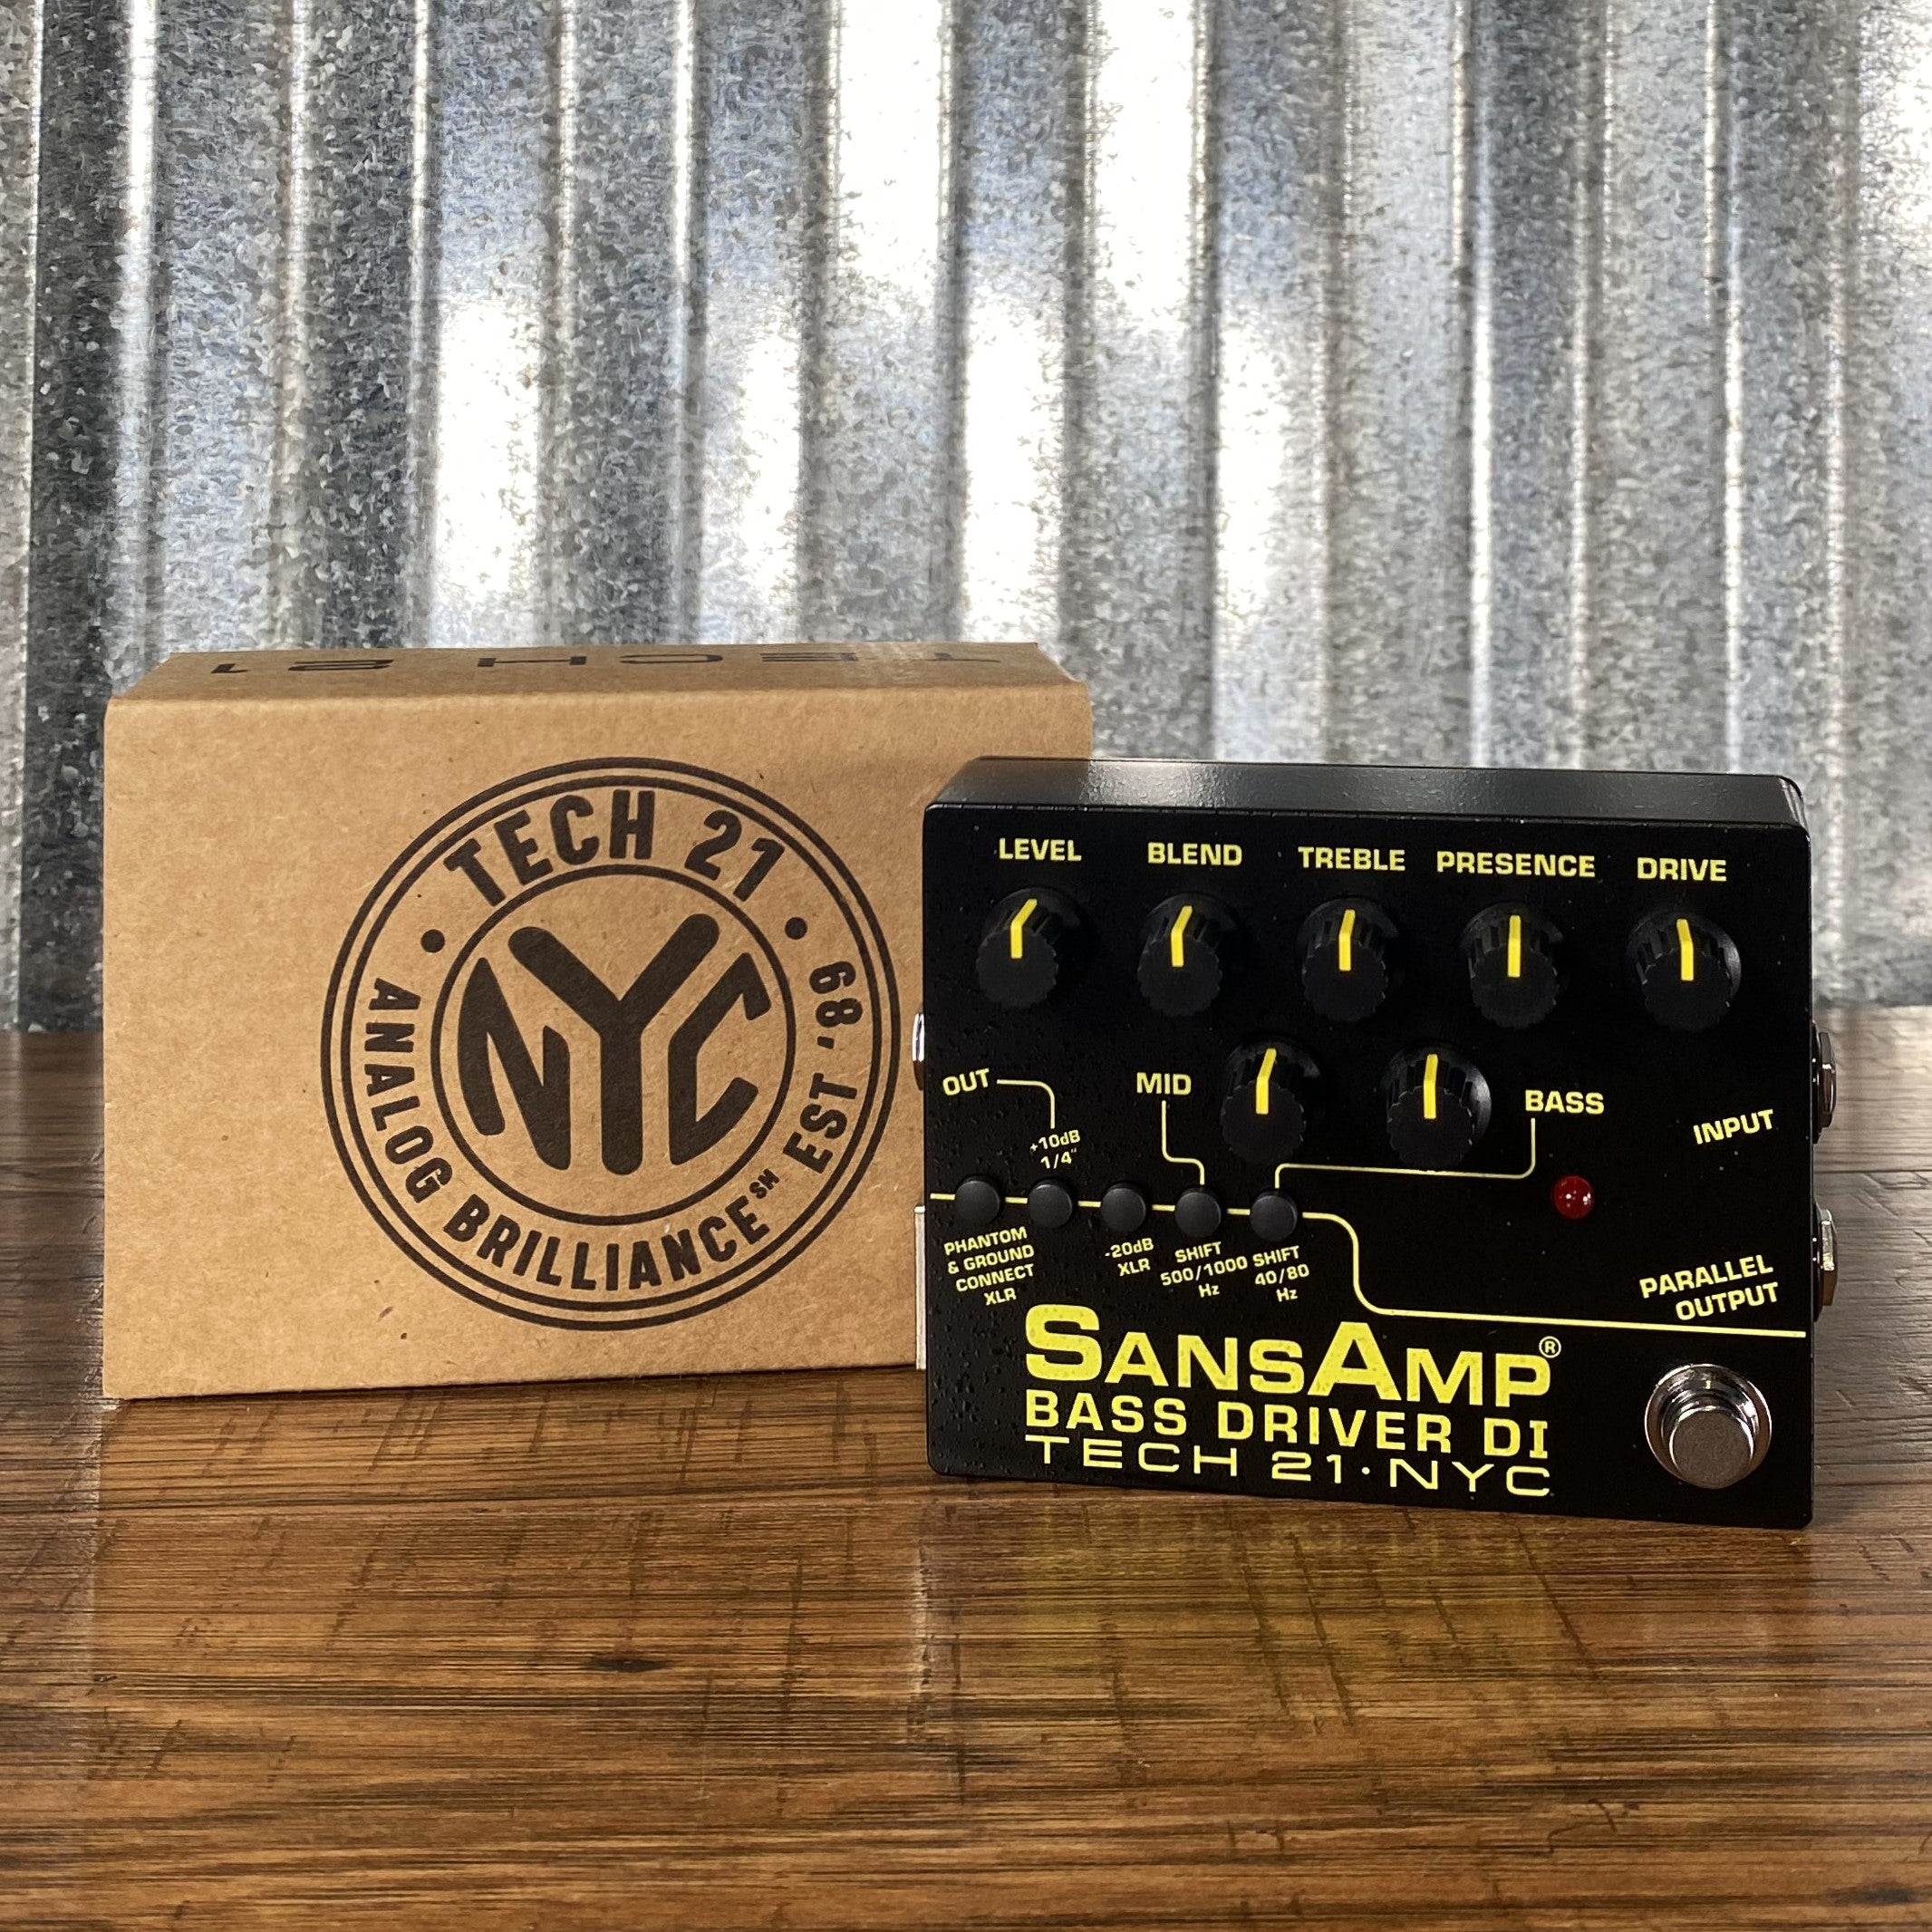 TECH 21
TECH 21
NYC
ANALOG BRILLIANCE℠ EST '89
LEVEL BLEND TREBLE PRESENCE DRIVE
OUT
MID
BASS
INPUT
+10dB
1/4"
PHANTOM
& GROUND
CONNECT
XLR
-20dB
XLR
SHIFT
500/1000
Hz
SHIFT
40/80
Hz
PARALLEL
OUTPUT
SANSAMP®
BASS DRIVER DI
TECH 21·NYC